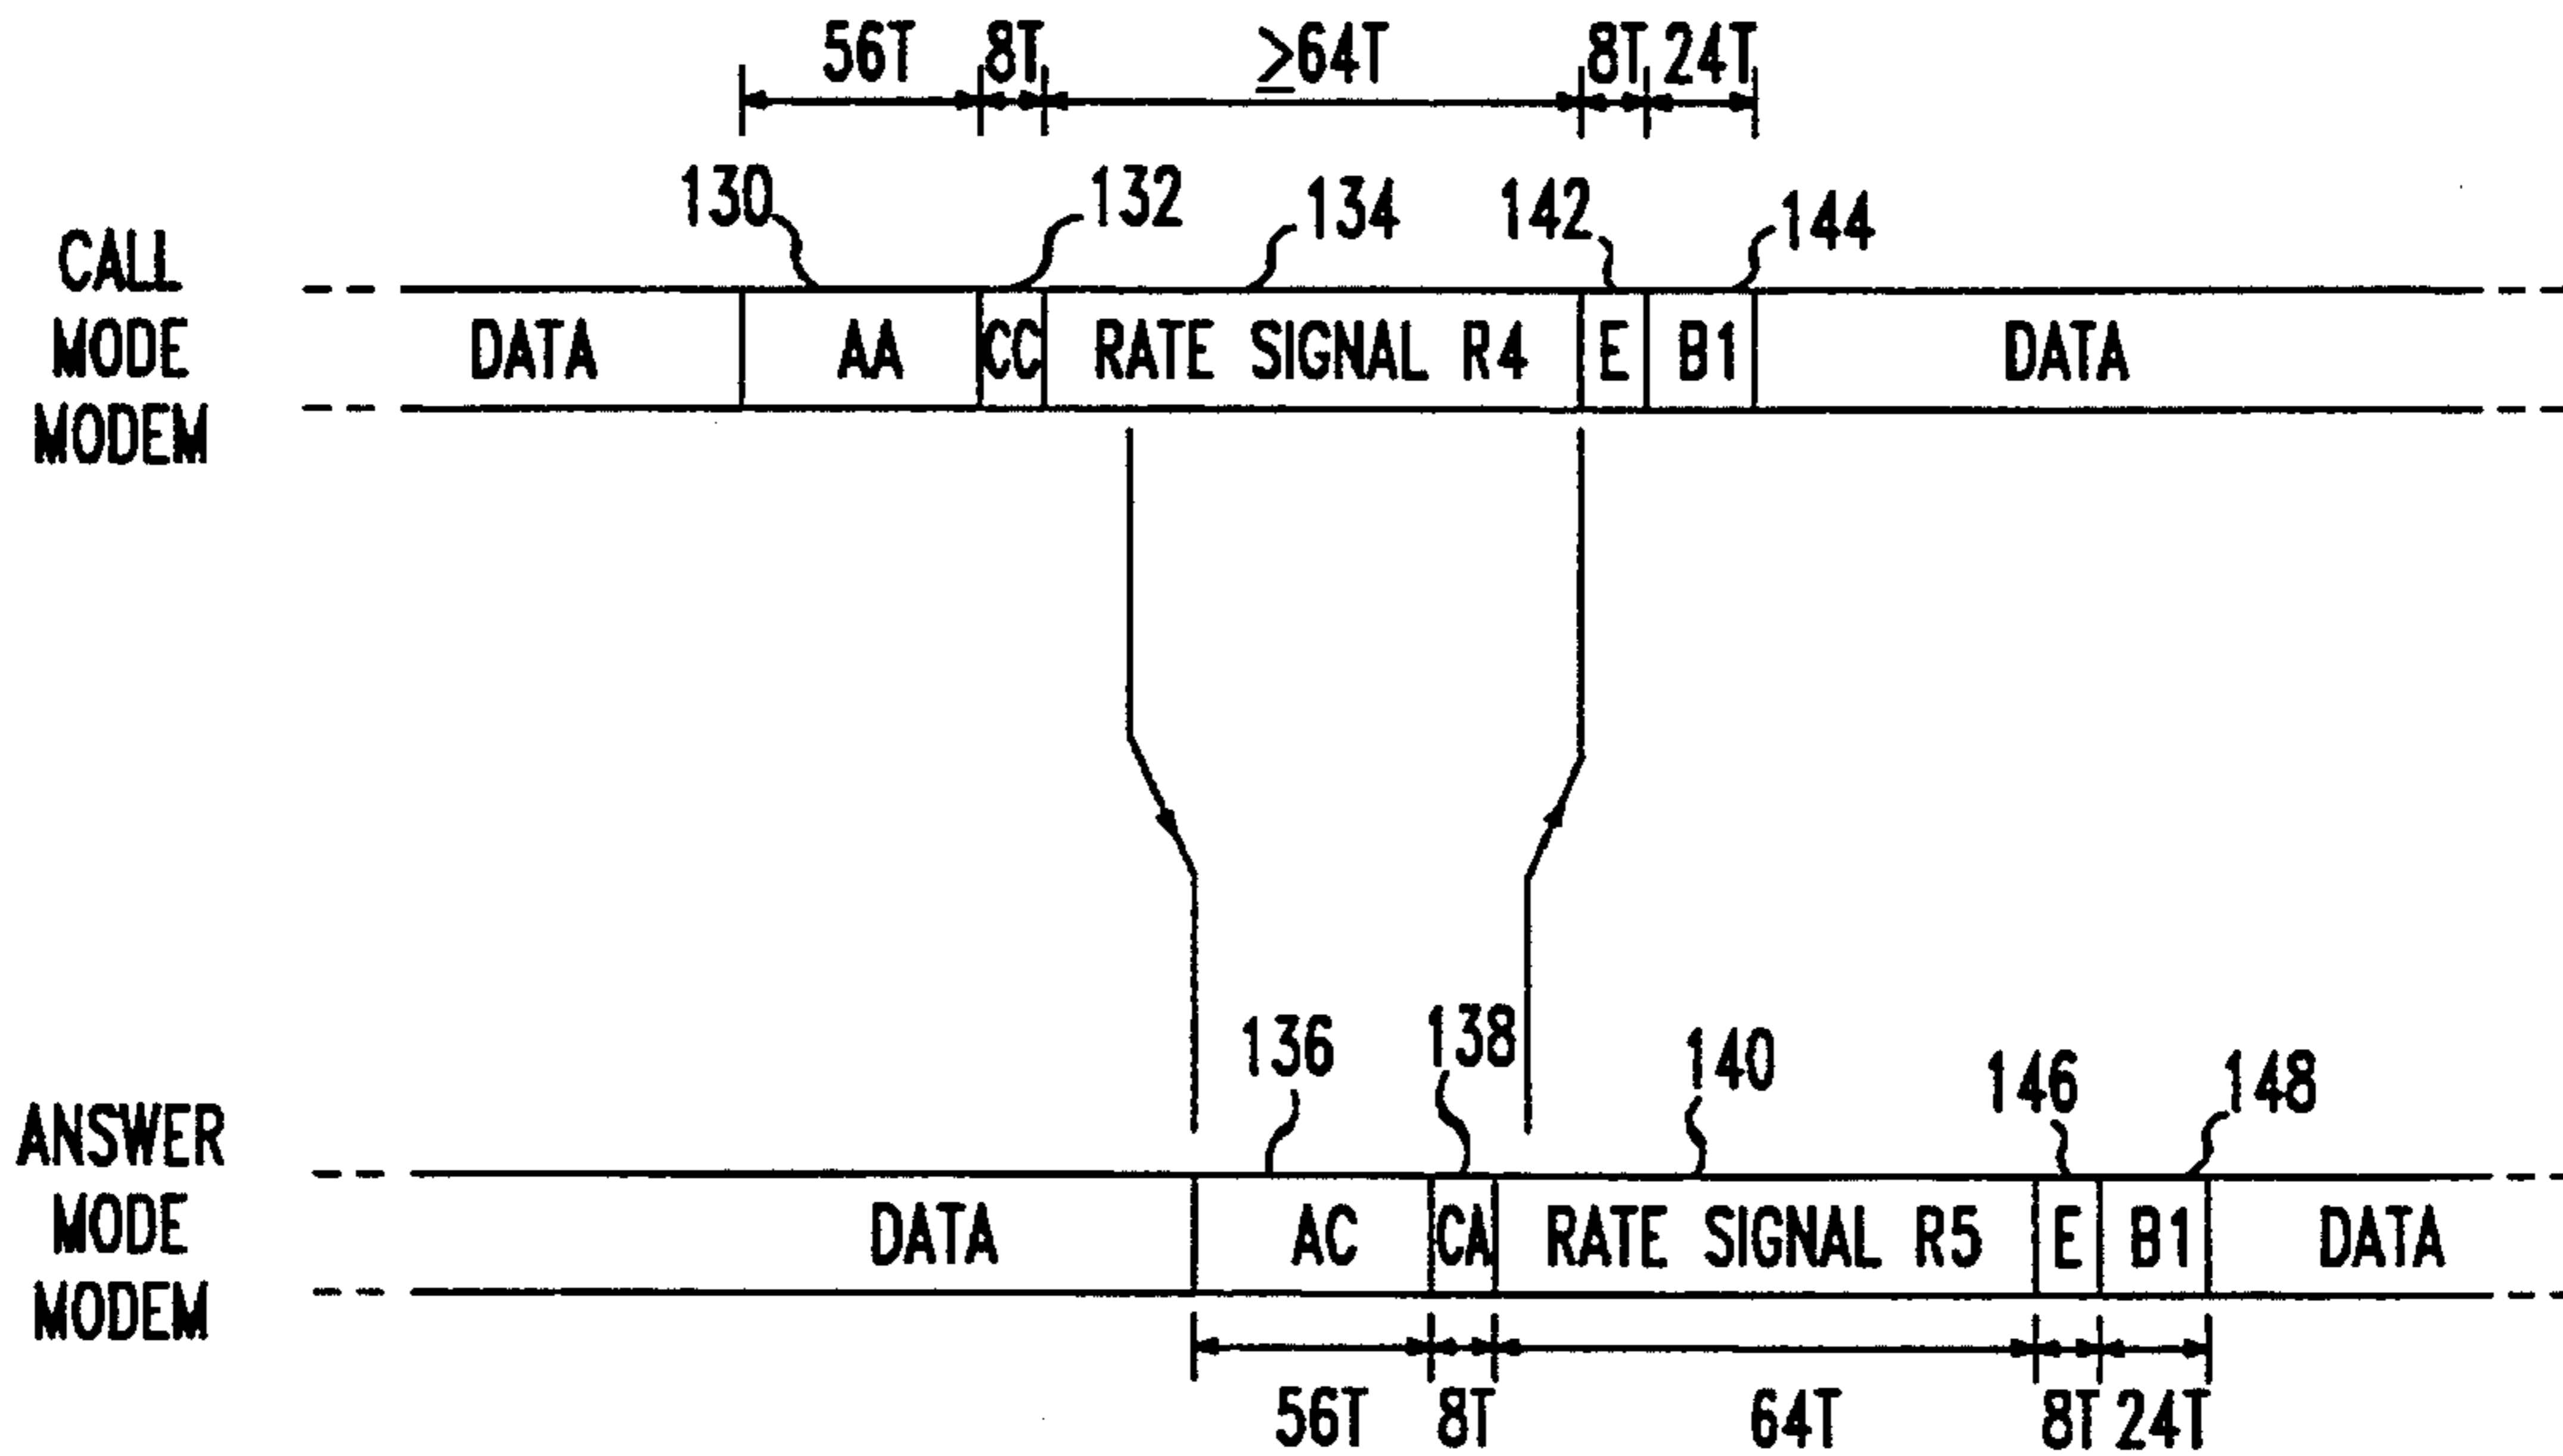 56T 8T ≥64T 8T 24T
130 132 134 142 144
CALL
MODE
MODEM
DATA AA CC RATE SIGNAL R4 E B1 DATA
136 138 140 146 148
ANSWER
MODE
MODEM
DATA AC CA RATE SIGNAL R5 E B1 DATA
56T 8T 64T 8T 24T